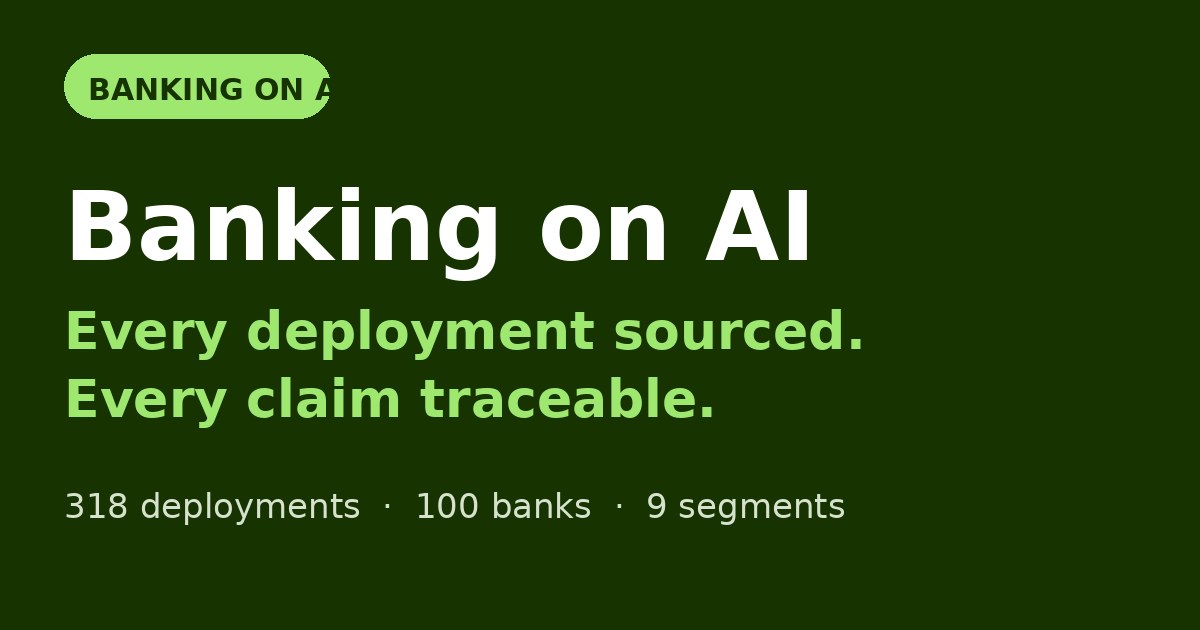 BANKING ON A
Banking on AI
Every deployment sourced.
Every claim traceable.
318 deployments · 100 banks · 9 segments